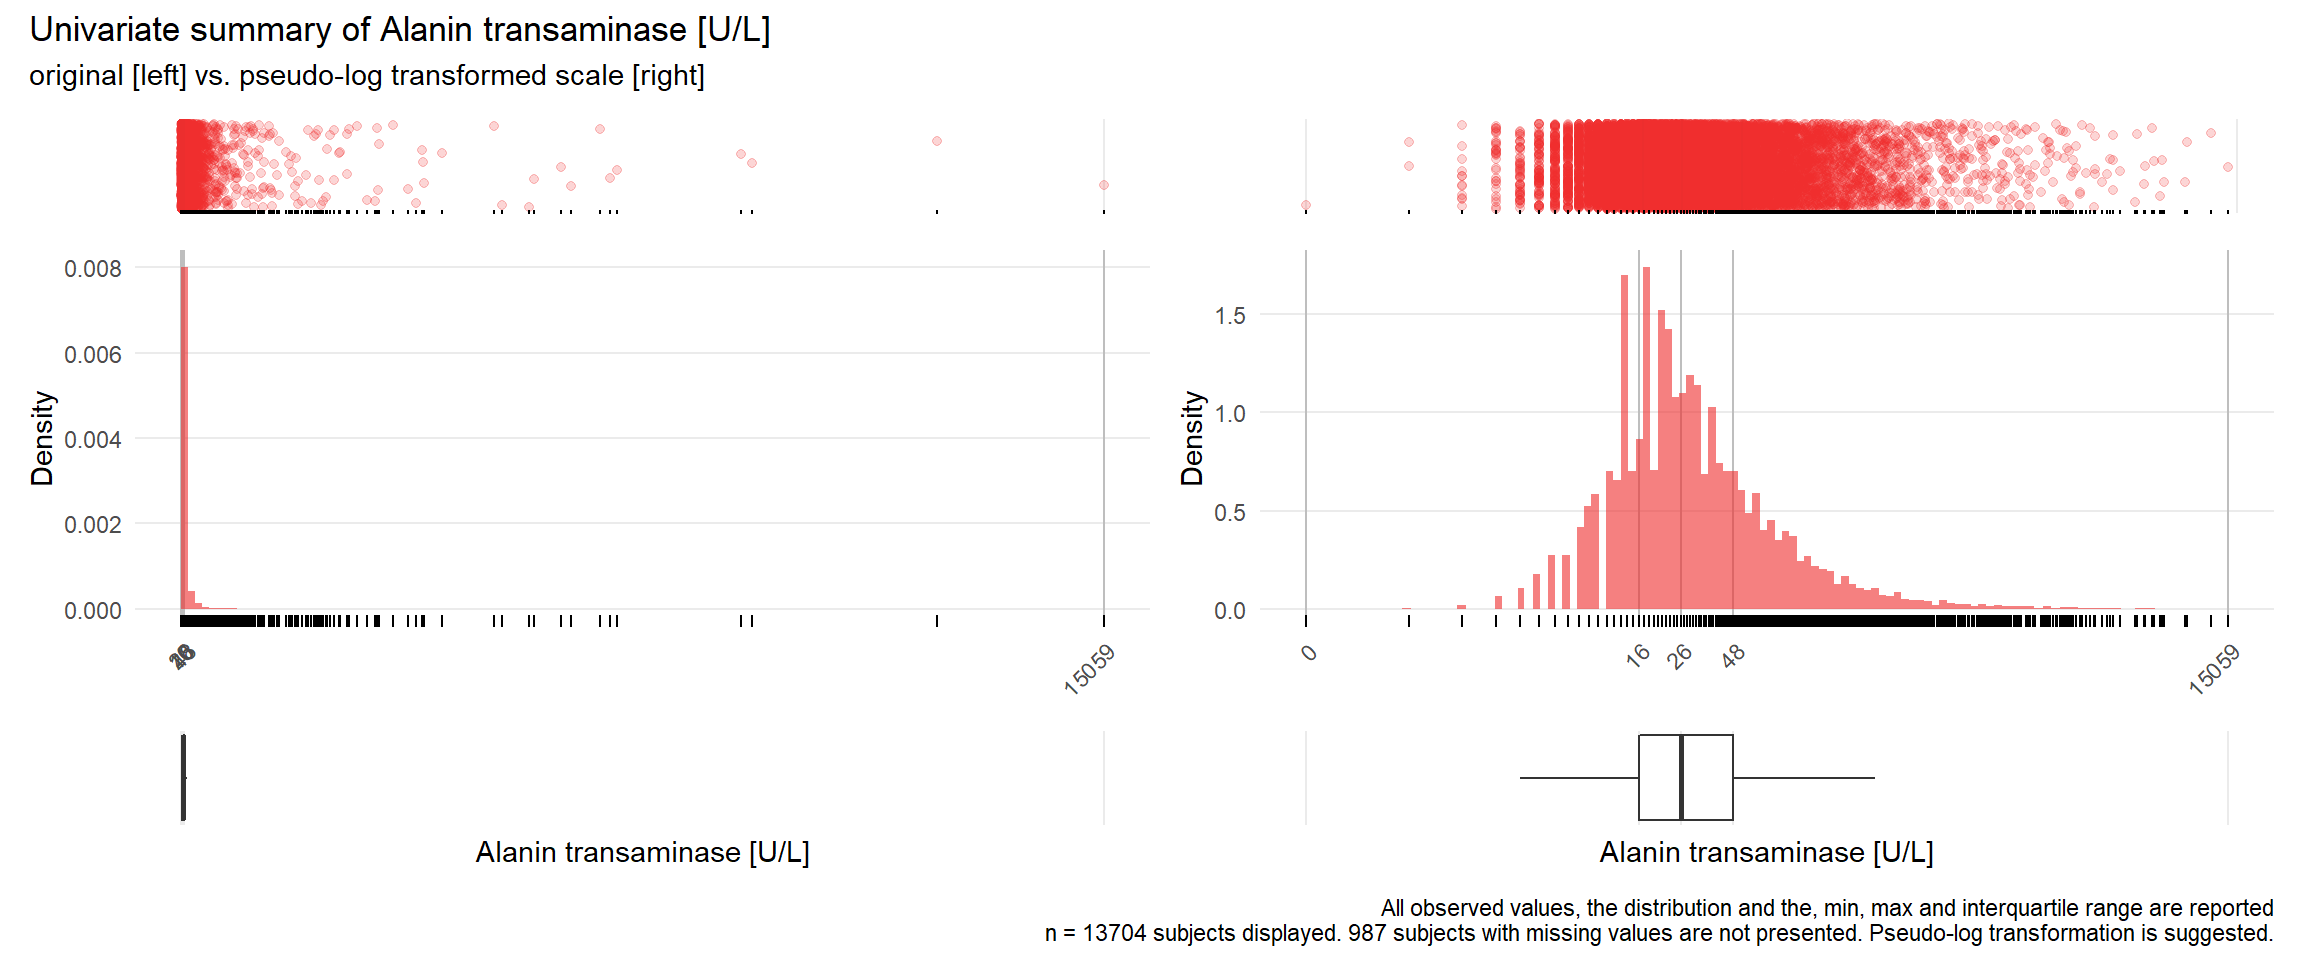 Univariate summary of Alanin transaminase [U/L]
original [left] vs. pseudo-log transformed scale [right]
Density
0.008
0.006
0.004
0.002
0.000
15059
Alanin transaminase [U/L]
Density
1.5
1.0
0.5
0.0
0
16
26
48
15059
Alanin transaminase [U/L]
All observed values, the distribution and the, min, max and interquartile range are reported
n = 13704 subjects displayed. 987 subjects with missing values are not presented. Pseudo-log transformation is suggested.